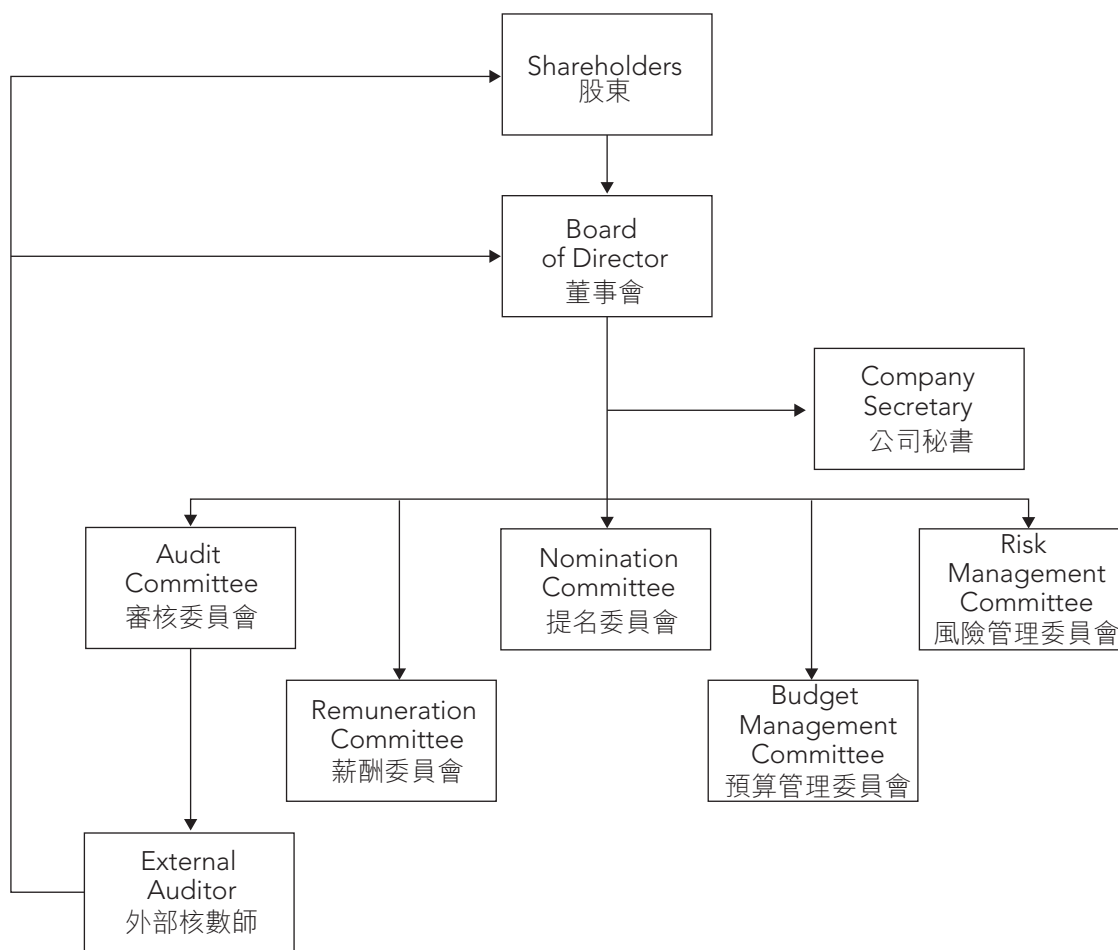 Shareholders
股東
Board
of Director
董事會
Company
Secretary
公司秘書
Audit
Committee
審核委員會
Nomination
Committee
提名委員會
Risk
Management
Committee
風險管理委員會
Remuneration
Committee
薪酬委員會
Budget
Management
Committee
預算管理委員會
External
Auditor
外部核數師